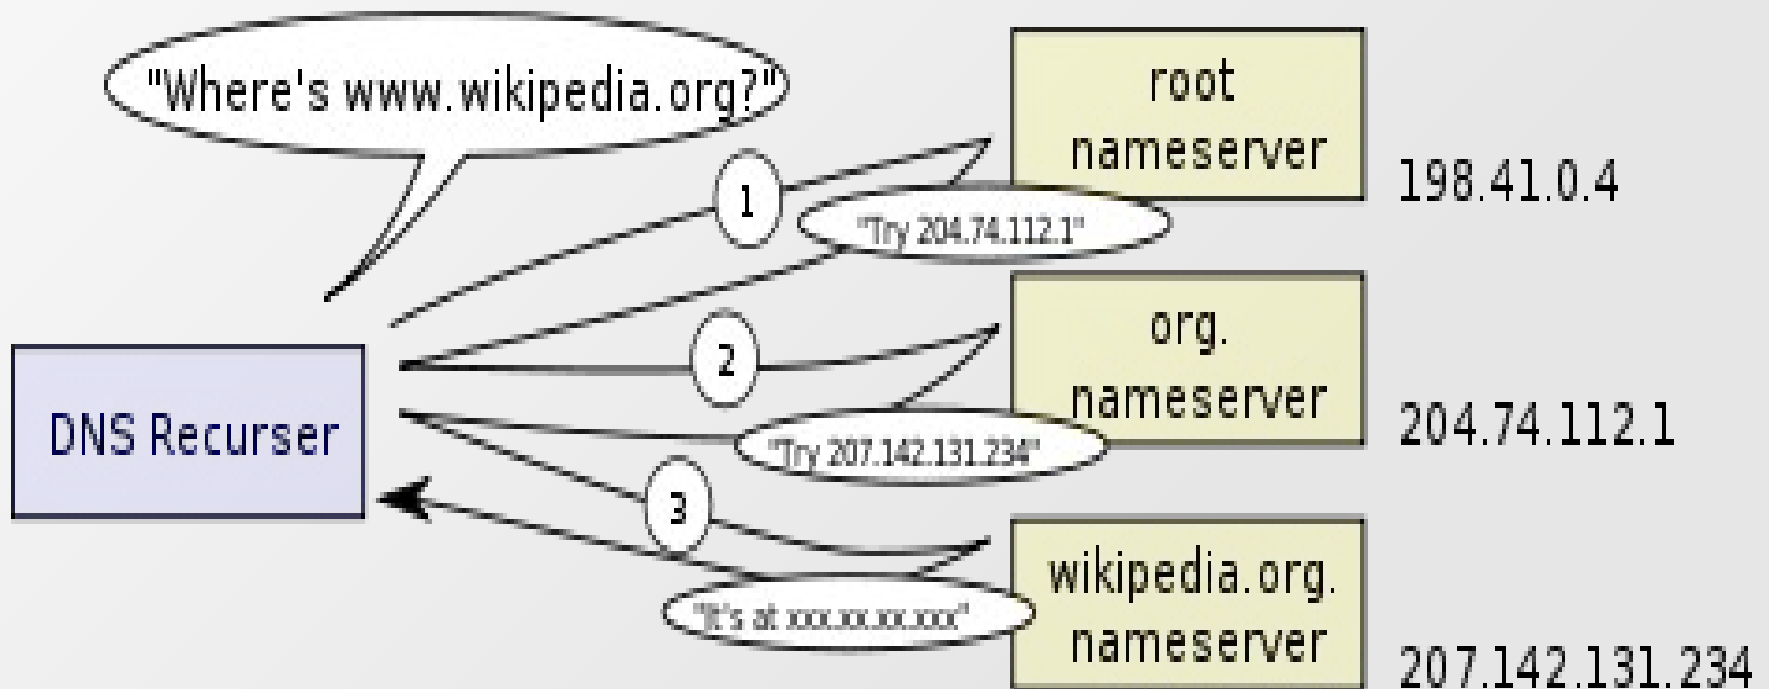 "Where's www.wikipedia.org?"
root
nameserver
198.41.0.4
1
"Try 204.74.112.1"
org.
nameserver
204.74.112.1
2
"Try 207.142.131.234"
DNS Recurser
3
wikipedia.org.
nameserver
207.142.131.234
"It's at xxx.xx.xx.xxx"